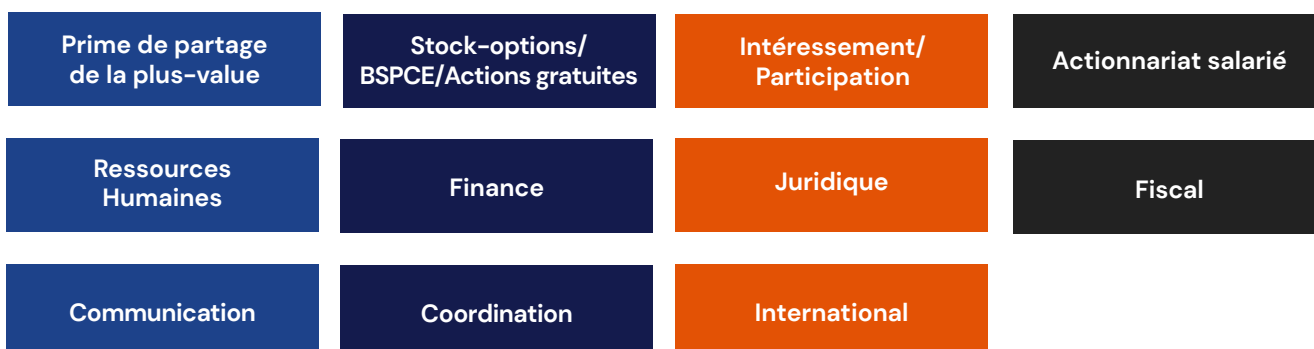 Prime de partage
de la plus-value
Stock-options/
BSPCE/Actions gratuites
Intéressement/
Participation
Actionnariat salarié
Ressources
Humaines
Finance
Juridique
Fiscal
Communication
Coordination
International